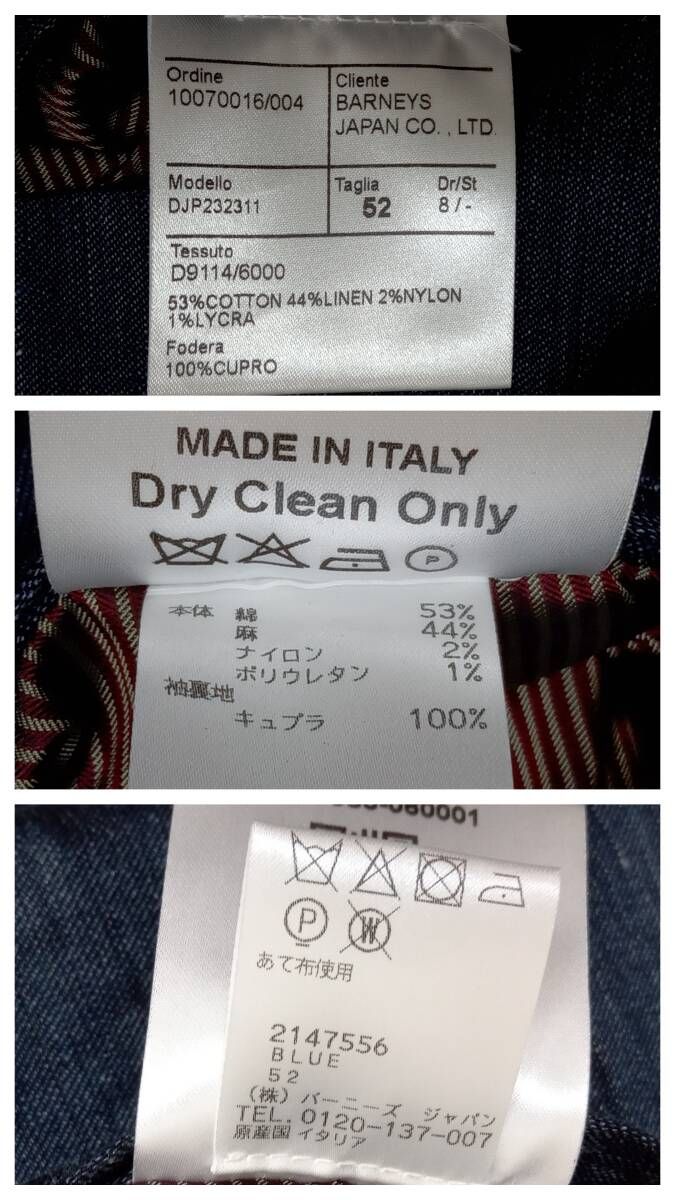 Ordine
10070016/004
Cliente
BARNEYS
JAPAN CO. , LTD.
Modello
DJP232311
Taglia
52
Dr/St
8 / -
Tessuto
D9114/6000
53%COTTON 44%LINEN 2%NYLON
1%LYCRA
Fodera
100%CUPRO
MADE IN ITALY
Dry Clean Only
P
本体 綿 53%
麻 44%
ナイロン 2%
ポリウレタン 1%
袖裏地
キュプラ 100%
-060001
P W
あて布使用
2147556
BLUE
52
(株) バーニーズ ジャパン
TEL. 0120-137-007
原産国 イタリア